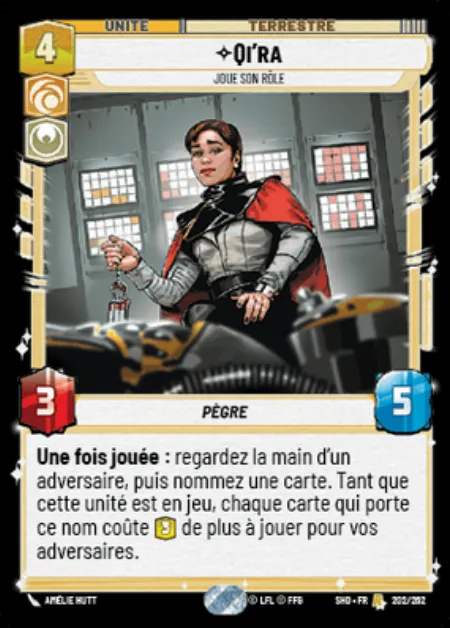 UNITÉ TERRESTRE
4
QI'RA
JOUE SON RÔLE
3
PÈGRE
5
Une fois jouée : regardez la main d'un
adversaire, puis nommez une carte. Tant que
cette unité est en jeu, chaque carte qui porte
ce nom coûte 3 de plus à jouer pour vos
adversaires.
AMÉLIE HUTT © LFL © FFG SHD • FR 202/262